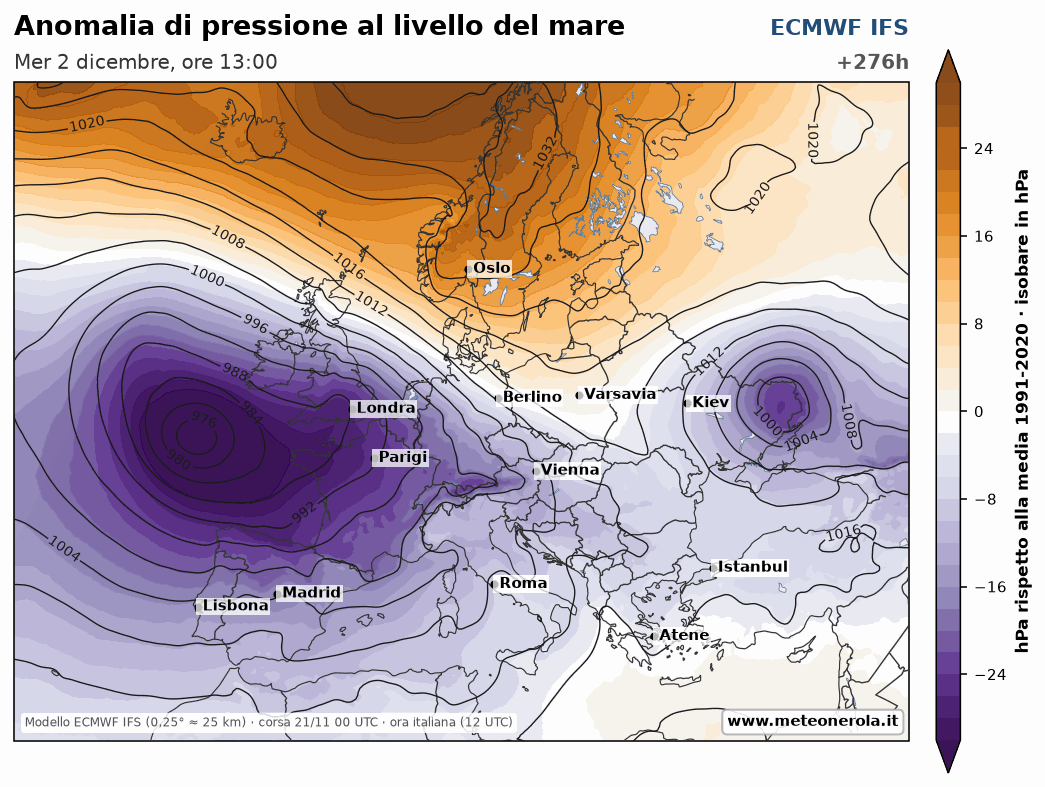 Anomalia di pressione al livello del mare
ECMWF IFS
Mer 2 dicembre, ore 13:00
+276h
1020
1032
1020
1020
1008
1016
1000
1012
Oslo
996
988
984
976
980
992
1004
Londra
Berlino
Varsavia
Kiev
1012
1000
1004
1008
Parigi
Vienna
1016
Istanbul
Roma
Madrid
Lisbona
Atene
24
16
8
0
−8
−16
−24
hPa rispetto alla media 1991-2020 · isobare in hPa
Modello ECMWF IFS (0,25° ≈ 25 km) · corsa 21/11 00 UTC · ora italiana (12 UTC)
www.meteonerola.it